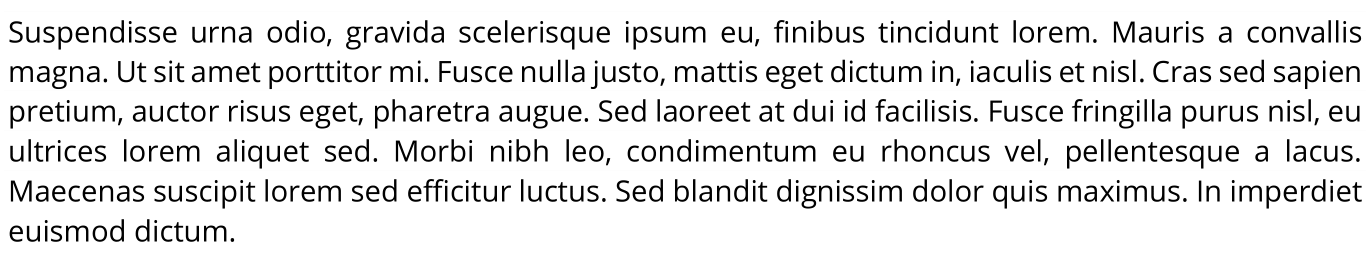 Suspendisse urna odio, gravida scelerisque ipsum eu, finibus tincidunt lorem. Mauris a convallis
magna. Ut sit amet porttitor mi. Fusce nulla justo, mattis eget dictum in, iaculis et nisl. Cras sed sapien
pretium, auctor risus eget, pharetra augue. Sed laoreet at dui id facilisis. Fusce fringilla purus nisl, eu
ultrices lorem aliquet sed. Morbi nibh leo, condimentum eu rhoncus vel, pellentesque a lacus.
Maecenas suscipit lorem sed efficitur luctus. Sed blandit dignissim dolor quis maximus. In imperdiet
euismod dictum.